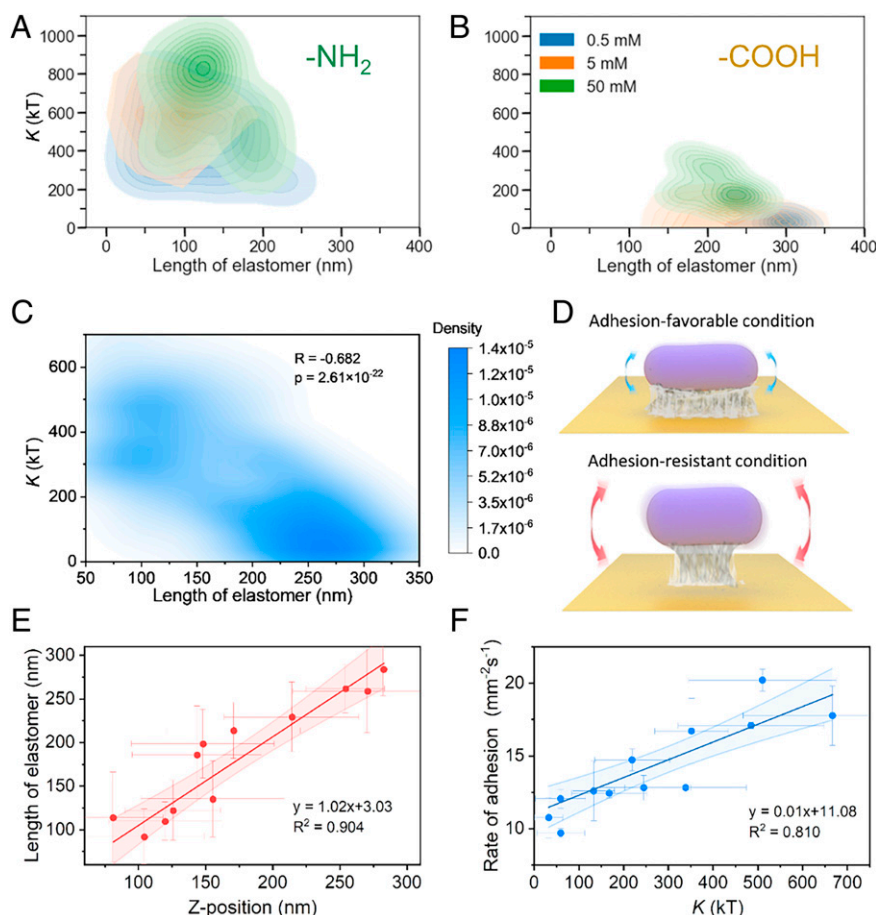 A
-NH2
1000
800
600
400
200
0
K (kT)
0
100
200
300
400
Length of elastomer (nm)
B
-COOH
0.5 mM
5 mM
50 mM
1000
800
600
400
200
0
0
100
200
300
400
Length of elastomer (nm)
C
R = -0.682
p = 2.61×10-22
600
400
200
0
K (kT)
50
100
150
200
250
300
350
Length of elastomer (nm)
Density
1.4x10-5
1.2x10-5
1.0x10-5
8.8x10-6
7.0x10-6
5.2x10-6
3.5x10-6
1.7x10-6
0.0
D
Adhesion-favorable condition
Adhesion-resistant condition
E
300
250
200
150
100
Length of elastomer (nm)
y = 1.02x+3.03
R2 = 0.904
100
150
200
250
300
Z-position (nm)
F
20
15
10
Rate of adhesion (mm-2s-1)
y = 0.01x+11.08
R2 = 0.810
0
100
200
300
400
500
600
700
K (kT)